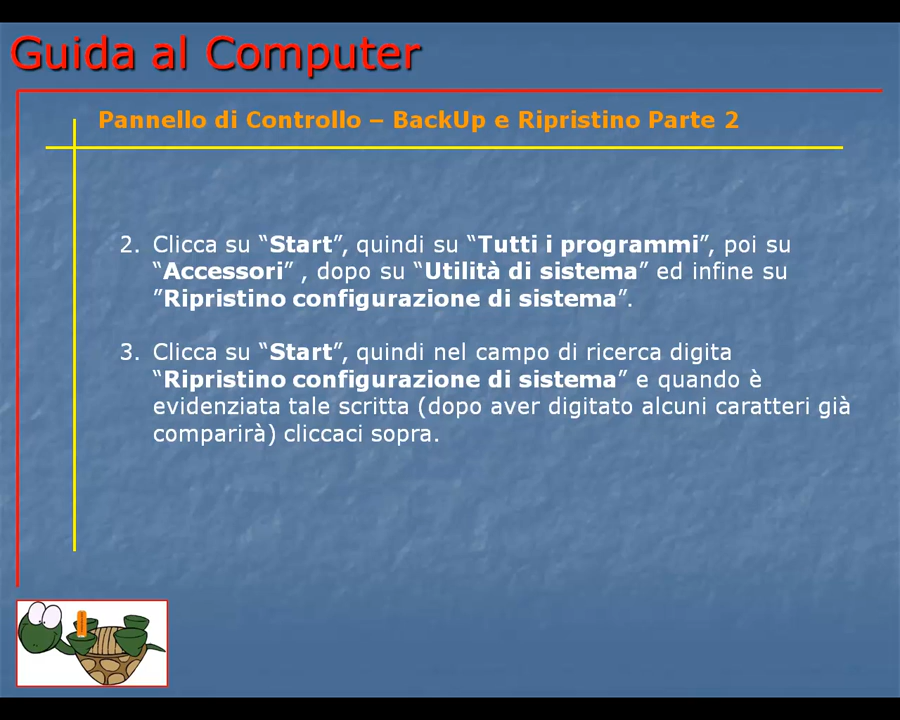 Guida al Computer
Pannello di Controllo – BackUp e Ripristino Parte 2
2. Clicca su “Start”, quindi su “Tutti i programmi”, poi su
“Accessori” , dopo su “Utilità di sistema” ed infine su
”Ripristino configurazione di sistema”.
3. Clicca su “Start”, quindi nel campo di ricerca digita
“Ripristino configurazione di sistema” e quando è
evidenziata tale scritta (dopo aver digitato alcuni caratteri già
comparirà) cliccaci sopra.